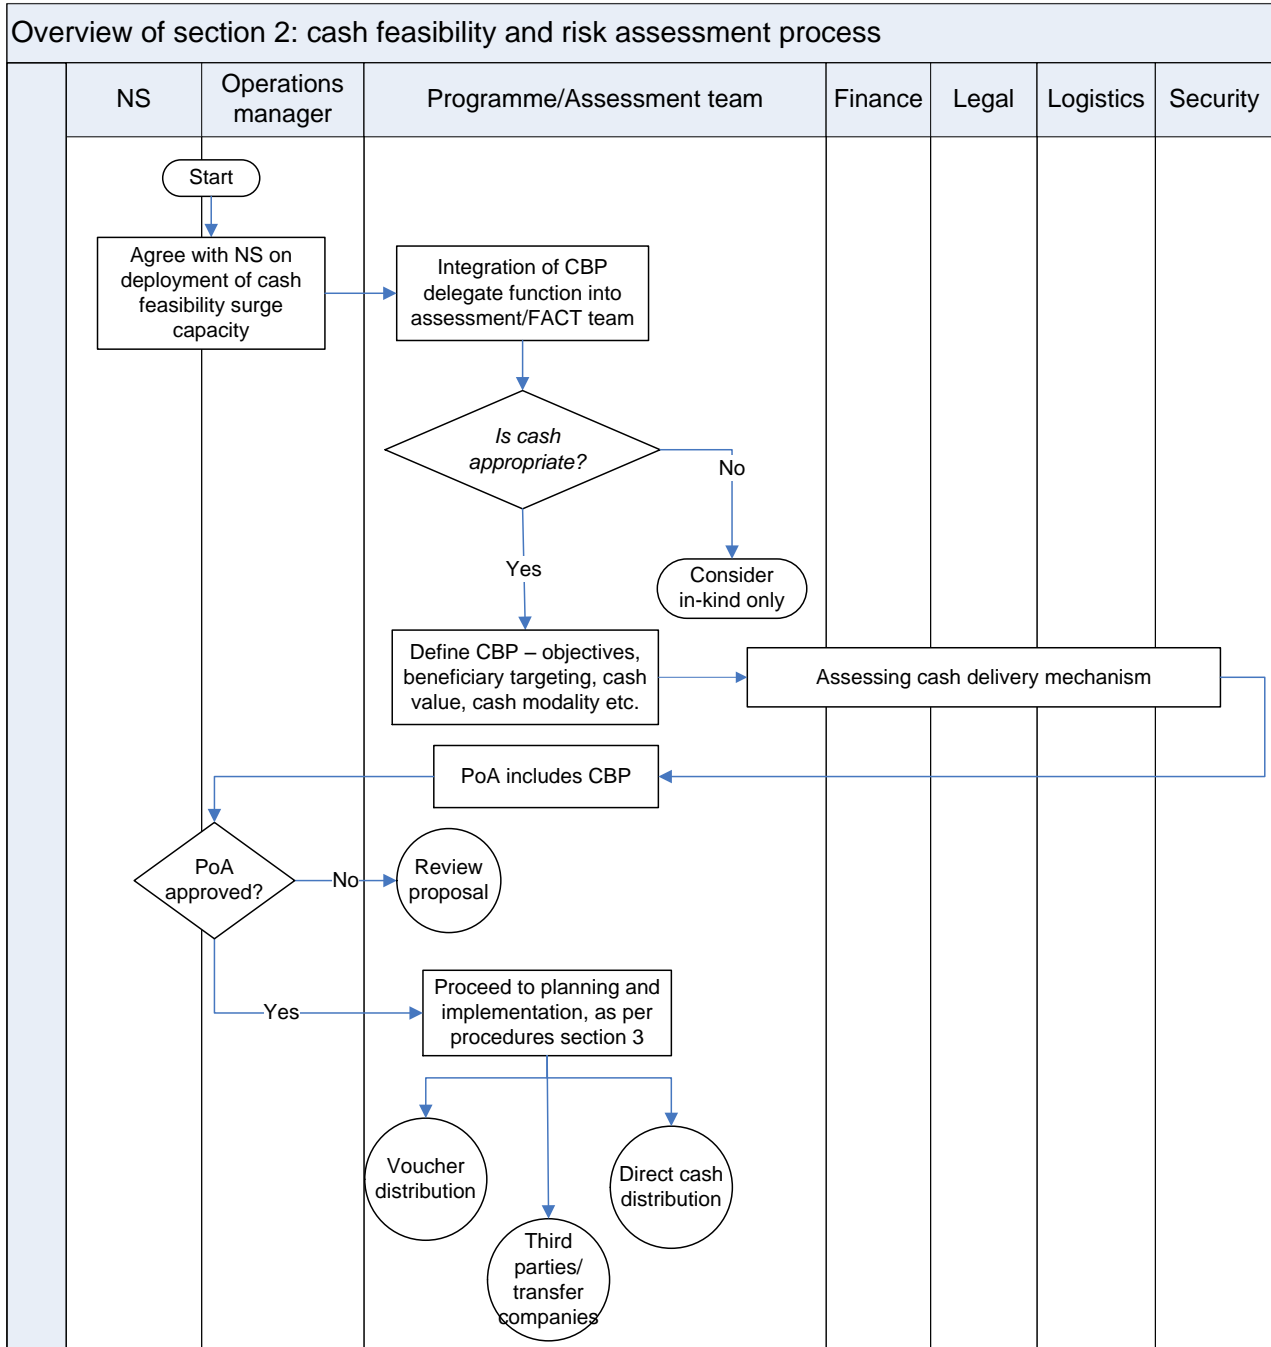 Overview of section 2: cash feasibility and risk assessment process
NS
Operations
manager
Programme/Assessment team
Finance
Legal
Logistics
Security
Start
Agree with NS on
deployment of cash
feasibility surge
capacity
Integration of CBP
delegate function into
assessment/FACT team
Is cash
appropriate?
No
Yes
Consider
in-kind only
Define CBP – objectives,
beneficiary targeting, cash
value, cash modality etc.
Assessing cash delivery mechanism
PoA includes CBP
PoA
approved?
No
Review
proposal
Yes
Proceed to planning and
implementation, as per
procedures section 3
Voucher
distribution
Direct cash
distribution
Third
parties/
transfer
companies